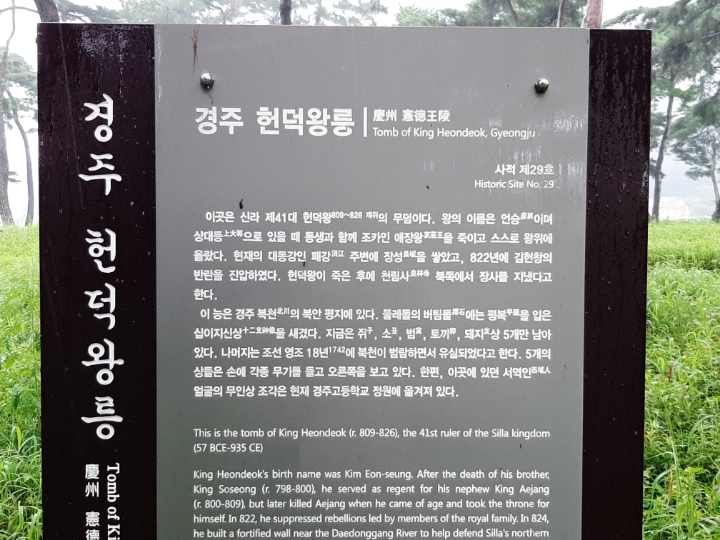 경주 헌덕왕릉
慶州 憲德
Tomb of Ki
경주 헌덕왕릉 | 慶州 憲德王陵
Tomb of King Heondeok, Gyeongju
사적 제29호
Historic Site No. 29
이곳은 신라 제41대 헌덕왕809~826 재위의 무덤이다. 왕의 이름은 언승彦昇이며
상대등上大等으로 있을 때 동생과 함께 조카인 애장왕哀莊王을 죽이고 스스로 왕위에
올랐다. 현재의 대동강인 패강浿江 주변에 장성長城을 쌓았고, 822년에 김헌창의
반란을 진압하였다. 헌덕왕이 죽은 후에 천림사泉林寺 북쪽에서 장사를 지냈다고
한다.
이 능은 경주 북천北川의 북안 평지에 있다. 둘레돌의 버팀돌에는 평복平服을 입은
십이지신상十二支神像을 새겼다. 지금은 쥐子, 소丑, 범寅, 토끼卯, 돼지亥상 5개만 남아
있다. 나머지는 조선 영조 18년1742에 북천이 범람하면서 유실되었다고 한다. 5개의
상들은 손에 각종 무기를 들고 오른쪽을 보고 있다. 한편, 이곳에 있던 서역인西域人
얼굴의 무인상 조각은 현재 경주고등학교 정원에 옮겨져 있다.
This is the tomb of King Heondeok (r. 809-826), the 41st ruler of the Silla kingdom
(57 BCE-935 CE)
King Heondeok's birth name was Kim Eon-seung. After the death of his brother,
King Soseong (r. 798-800), he served as regent for his nephew King Aejang
(r. 800-809), but later killed Aejang when he came of age and took the throne for
himself. In 822, he suppressed rebellions led by members of the royal family. In 824,
he built a fortified wall near the Daedonggang River to help defend Silla's northern